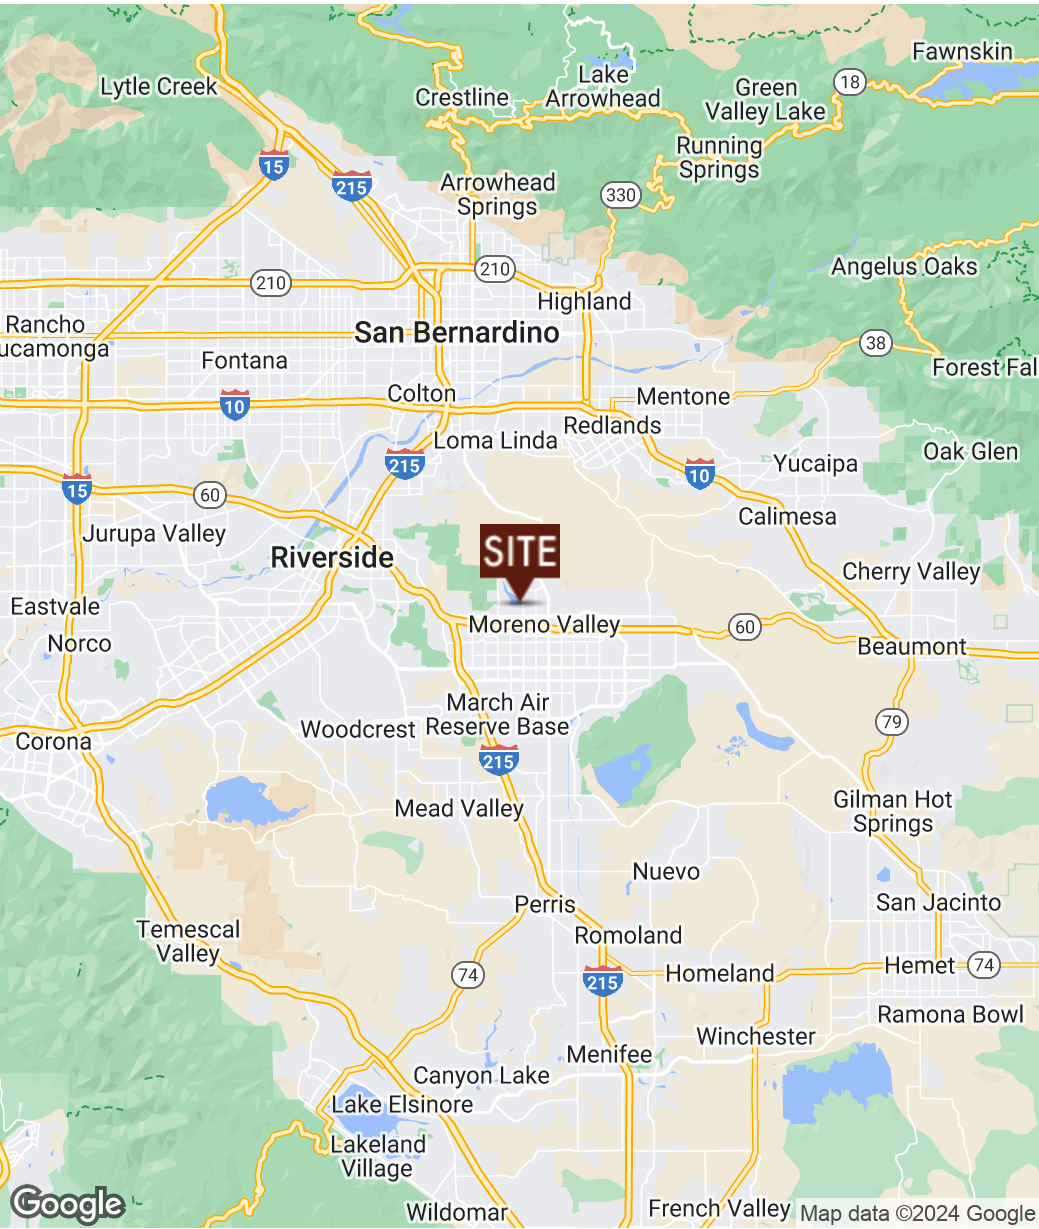 Fawnskin
Lake
Arrowhead
18
Lytle Creek
Green
Valley Lake
Crestline
Running
Springs
15
215
Arrowhead
Springs
330
210
210
Angelus Oaks
Highland
Rancho
ucamonga
San Bernardino
38
Fontana
Forest Fal
Colton
Mentone
10
Redlands
Loma Linda
Oak Glen
215
Yucaipa
10
15
60
Calimesa
Jurupa Valley
SITE
Riverside
Cherry Valley
Eastvale
Moreno Valley
60
Norco
Beaumont
March Air
Reserve Base
79
Woodcrest
Corona
215
Mead Valley
Gilman Hot
Springs
Nuevo
Perris
San Jacinto
Temescal
Valley
Romoland
74
Homeland
Hemet
74
215
Ramona Bowl
Winchester
Menifee
Canyon Lake
Lake Elsinore
Lakeland
Village
Google
Wildomar
French Valley
Map data ©2024 Google